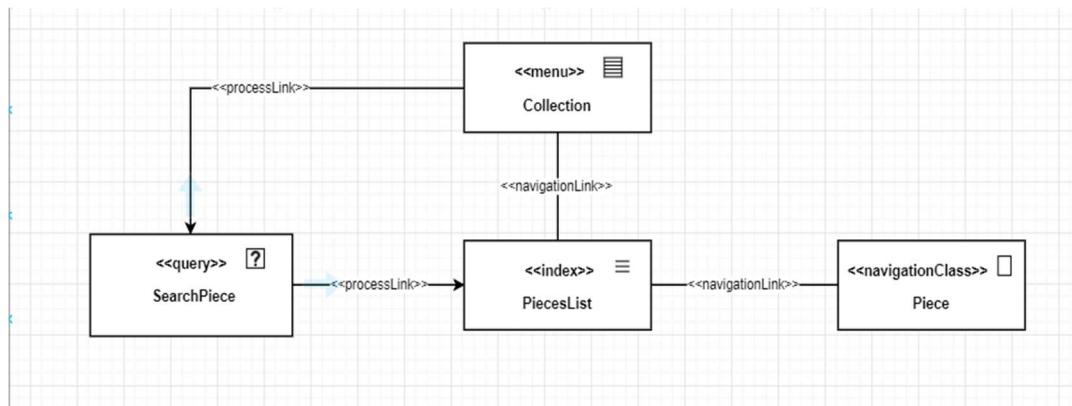 <<menu>>
Collection
<<processLink>>
<<navigationLink>>
<<query>>
?
SearchPiece
<<processLink>>
<<index>>
PiecesList
<<navigationLink>>
<<navigationClass>>
Piece